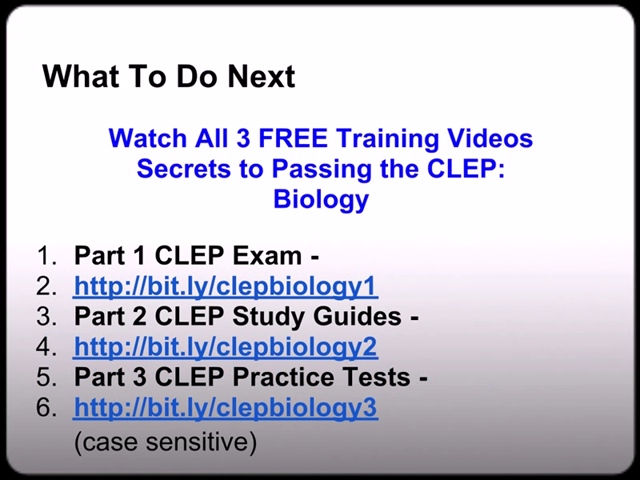 What To Do Next
Watch All 3 FREE Training Videos
Secrets to Passing the CLEP:
Biology
1. Part 1 CLEP Exam -
2. http://bit.ly/clepbiology1
3. Part 2 CLEP Study Guides -
4. http://bit.ly/clepbiology2
5. Part 3 CLEP Practice Tests -
6. http://bit.ly/clepbiology3
(case sensitive)